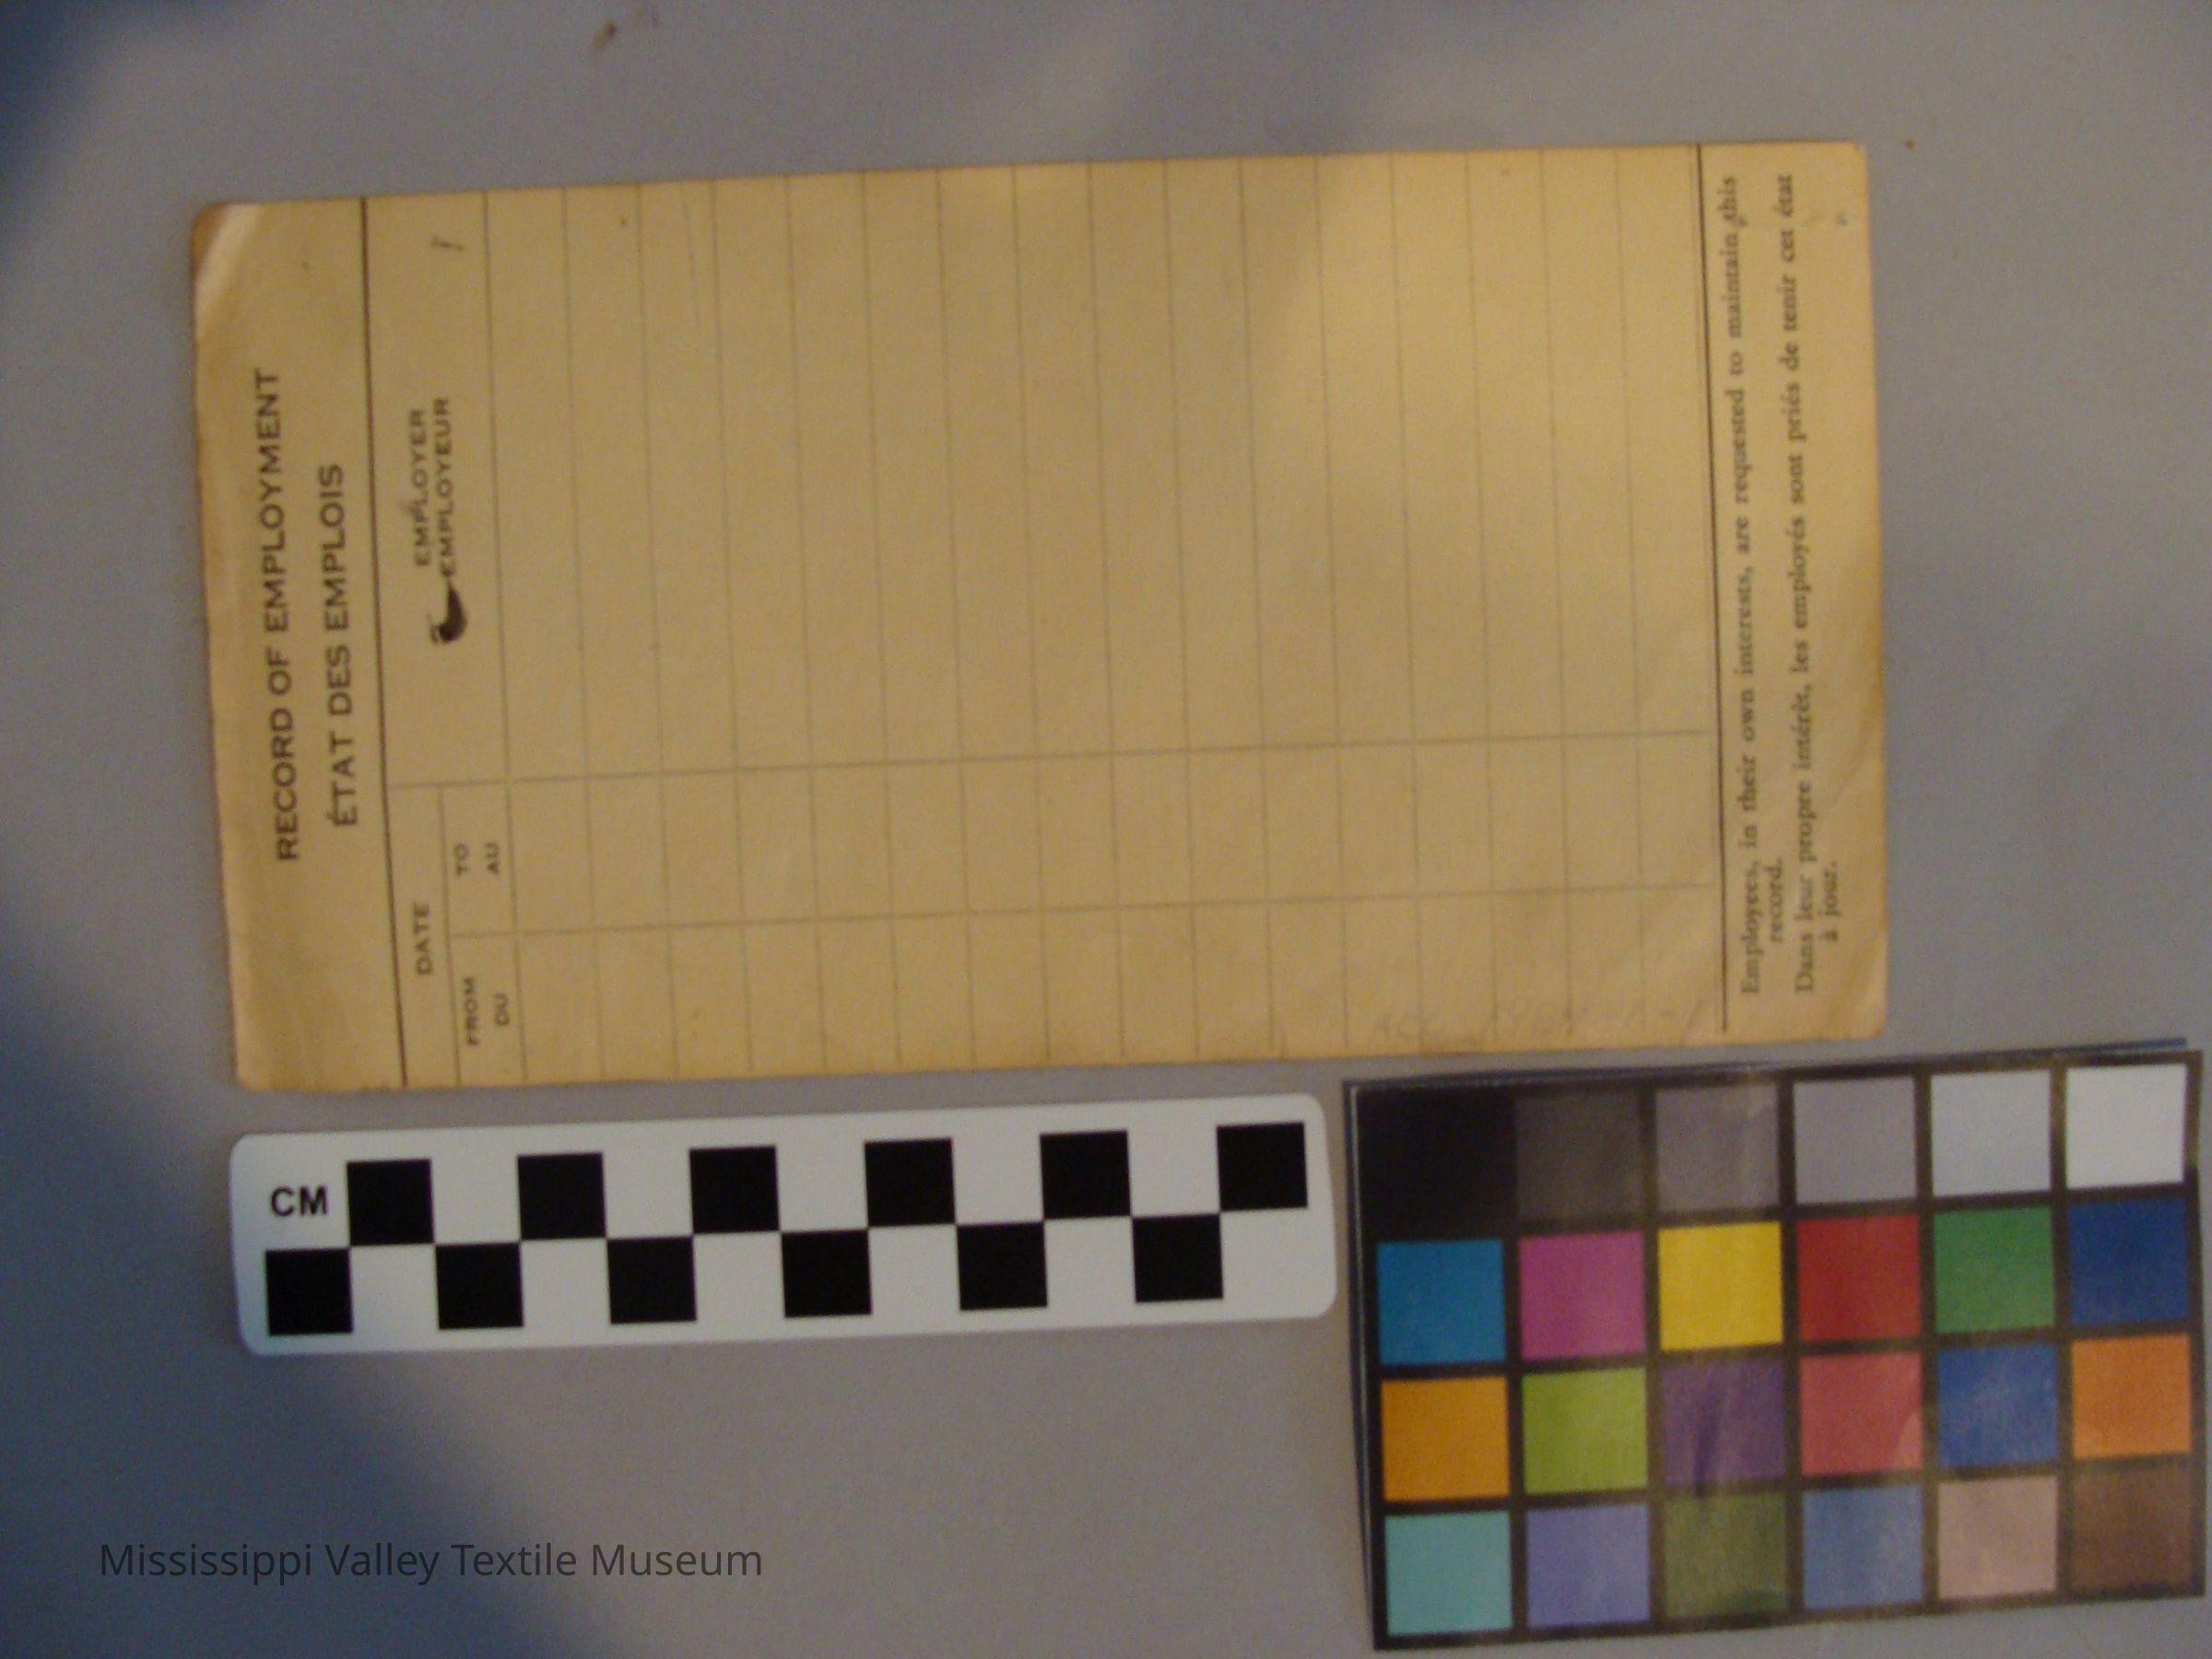 RECORD OF EMPLOYMENT
ÉTAT DES EMPLOIS
DATE
EMPLOYER
EMPLOYEUR
FROM
DU
TO
AU
Employees, in their own interests, are requested to maintain this
record.
Dans leur propre intérêt, les employés sont priés de tenir cet état
à jour.
CM
Mississippi Valley Textile Museum